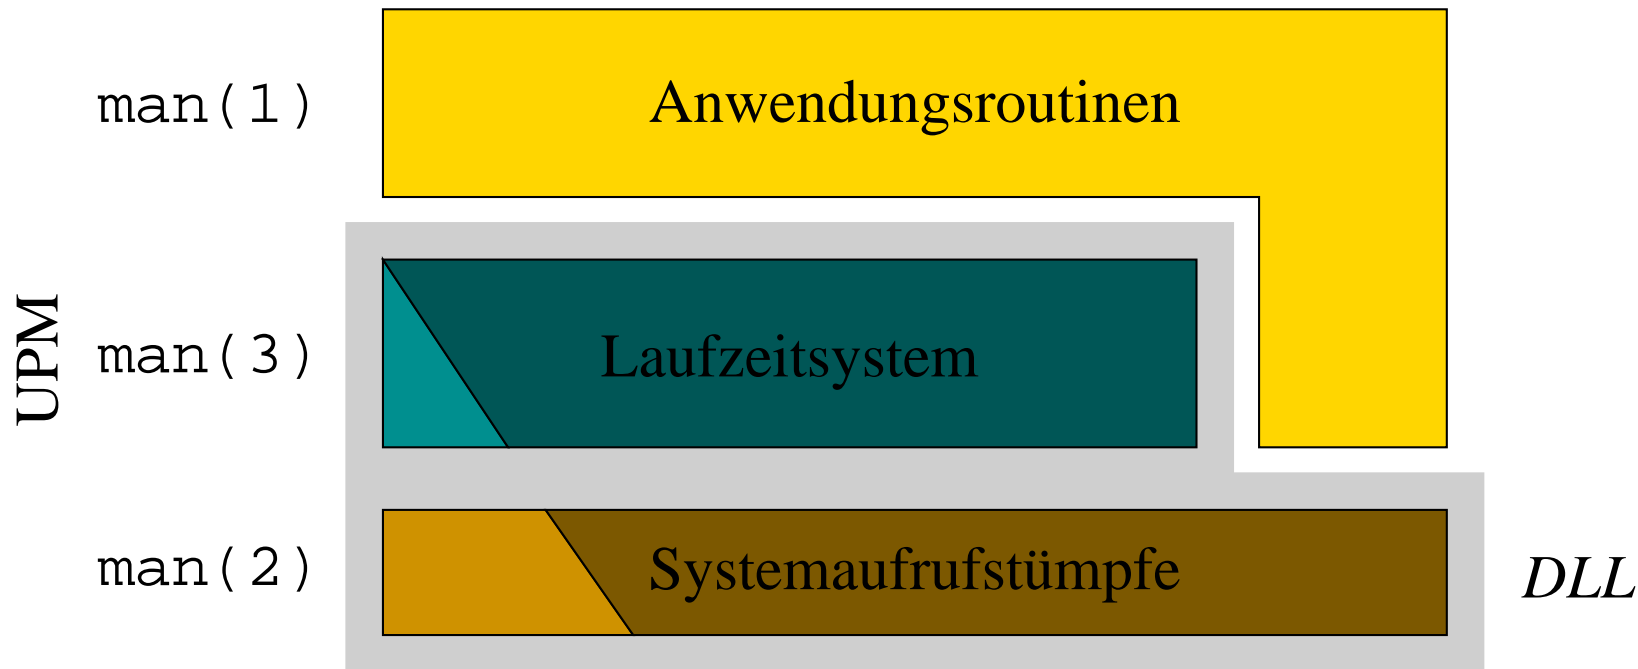 man(1)
Anwendungsroutinen
UPM
man(3)
Laufzeitsystem
man(2)
Systemaufrufstümpfe
DLL